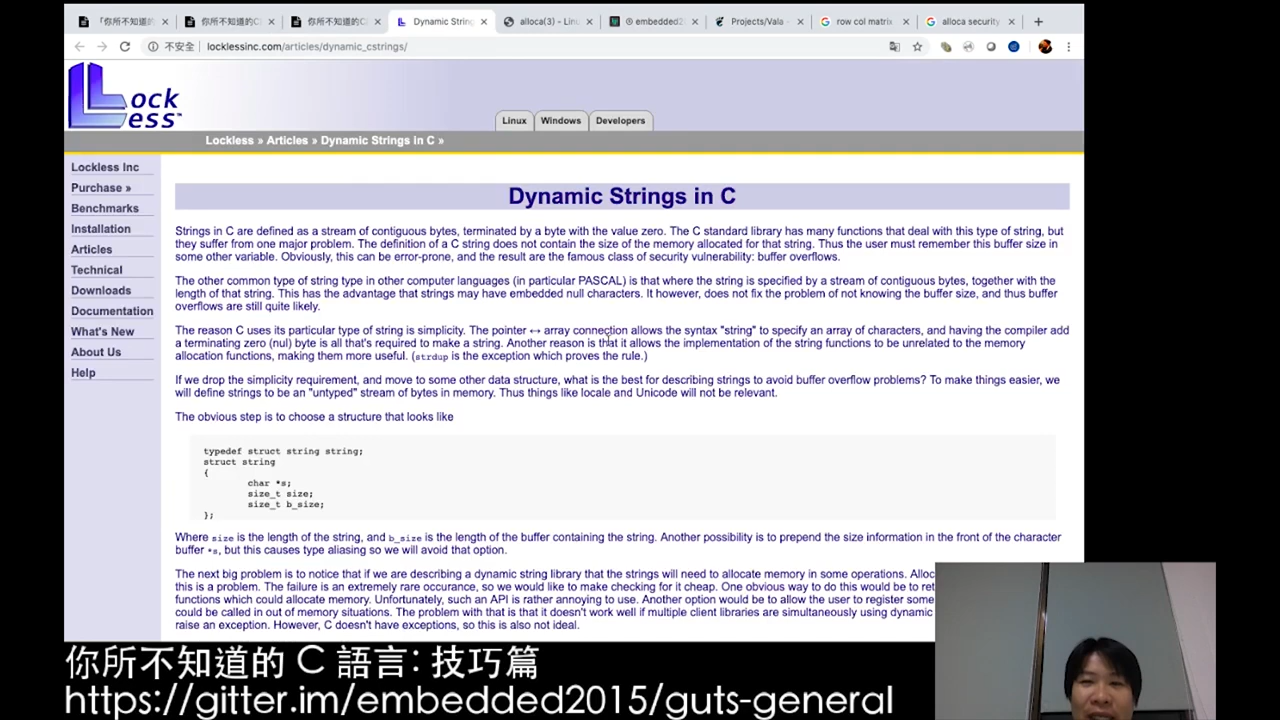 「你所不知道的
你所不知道的C
你所不知道的C
Dynamic String
alloca(3) - Linu
embedded2
Projects/Vala -
row col matrix
alloca security
不安全 locklessinc.com/articles/dynamic_cstrings/
Lock
less™
Linux Windows Developers
Lockless » Articles » Dynamic Strings in C »
Lockless Inc
Purchase »
Benchmarks
Installation
Articles
Technical
Downloads
Documentation
What's New
About Us
Help
Dynamic Strings in C
Strings in C are defined as a stream of contiguous bytes, terminated by a byte with the value zero. The C standard library has many functions that deal with this type of string, but
they suffer from one major problem. The definition of a C string does not contain the size of the memory allocated for that string. Thus the user must remember this buffer size in
some other variable. Obviously, this can be error-prone, and the result are the famous class of security vulnerability: buffer overflows.
The other common type of string type in other computer languages (in particular PASCAL) is that where the string is specified by a stream of contiguous bytes, together with the
length of that string. This has the advantage that strings may have embedded null characters. It however, does not fix the problem of not knowing the buffer size, and thus buffer
overflows are still quite likely.
The reason C uses its particular type of string is simplicity. The pointer ↔ array connection allows the syntax "string" to specify an array of characters, and having the compiler add
a terminating zero (nul) byte is all that's required to make a string. Another reason is that it allows the implementation of the string functions to be unrelated to the memory
allocation functions, making them more useful. (strdup is the exception which proves the rule.)
If we drop the simplicity requirement, and move to some other data structure, what is the best for describing strings to avoid buffer overflow problems? To make things easier, we
will define strings to be an "untyped" stream of bytes in memory. Thus things like locale and Unicode will not be relevant.
The obvious step is to choose a structure that looks like
typedef struct string string;
struct string
{
char *s;
size_t size;
size_t b_size;
};
Where size is the length of the string, and b_size is the length of the buffer containing the string. Another possibility is to prepend the size information in the front of the character
buffer *s, but this causes type aliasing so we will avoid that option.
The next big problem is to notice that if we are describing a dynamic string library that the strings will need to allocate memory in some operations. Alloc
this is a problem. The failure is an extremely rare occurance, so we would like to make checking for it cheap. One obvious way to do this would be to ret
functions which could allocate memory. Unfortunately, such an API is rather annoying to use. Another option would be to allow the user to register some
could be called in out of memory situations. The problem with that is that it doesn't work well if multiple client libraries are simultaneously using dynamic
raise an exception. However, C doesn't have exceptions, so this is also not ideal.
你所不知道的 C 語言: 技巧篇
https://gitter.im/embedded2015/guts-general